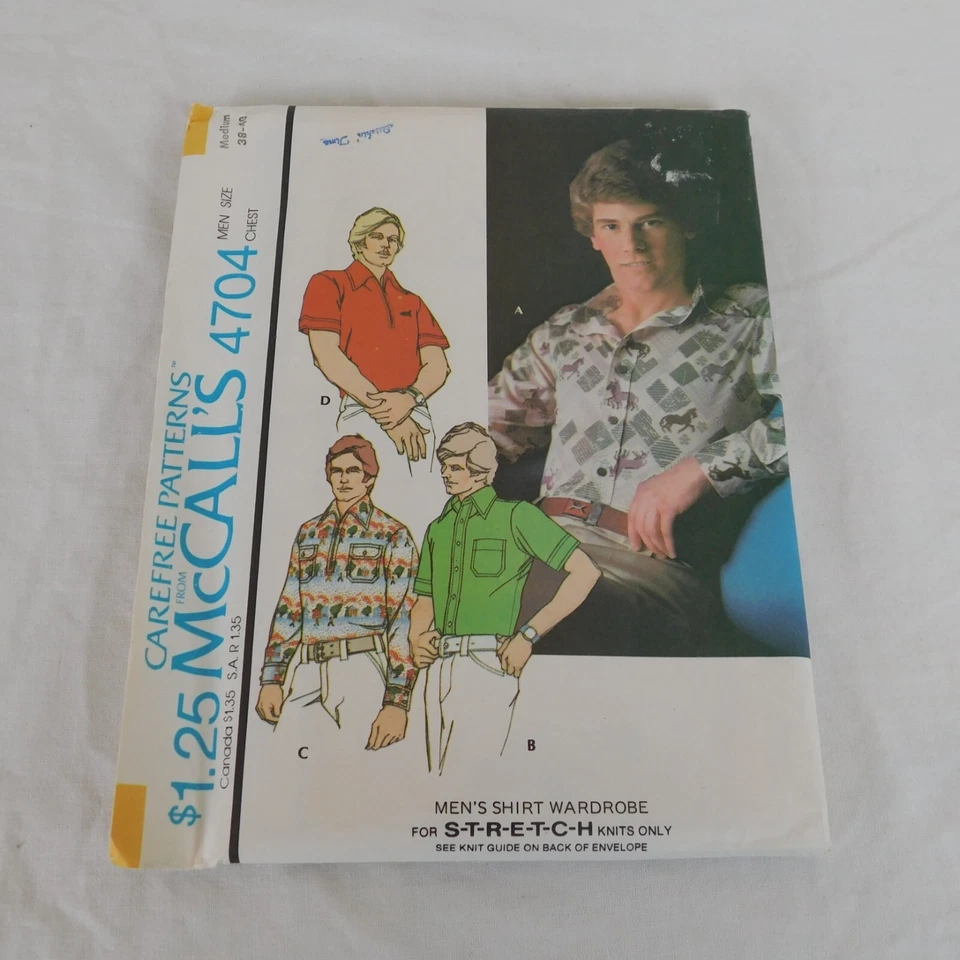 CAREFREE PATTERNS™
FROM
$1.25 McCALL'S 4704
Canada $1.35 S.A. R 1.35
MEN SIZE
CHEST
Medium
38-40
A
D
C
B
MEN'S SHIRT WARDROBE
FOR S-T-R-E-T-C-H KNITS ONLY
SEE KNIT GUIDE ON BACK OF ENVELOPE